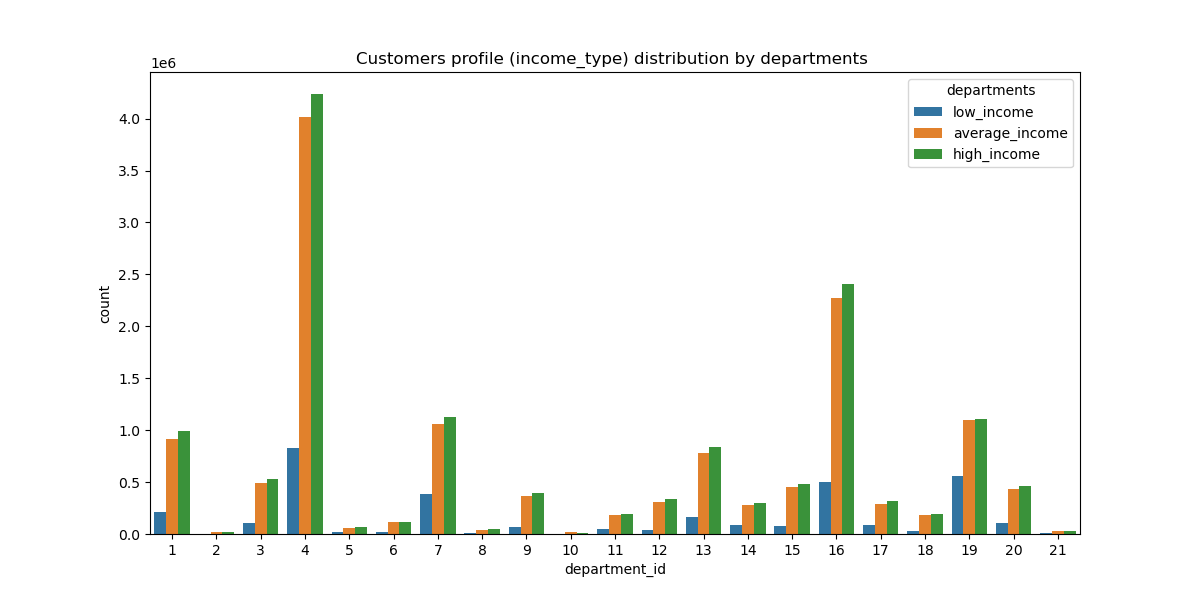 Customers profile (income_type) distribution by departments
1e6
departments
low_income
average_income
high_income
4.0
3.5
3.0
2.5
2.0
1.5
1.0
0.5
0.0
count
1 2 3 4 5 6 7 8 9 10 11 12 13 14 15 16 17 18 19 20 21
department_id